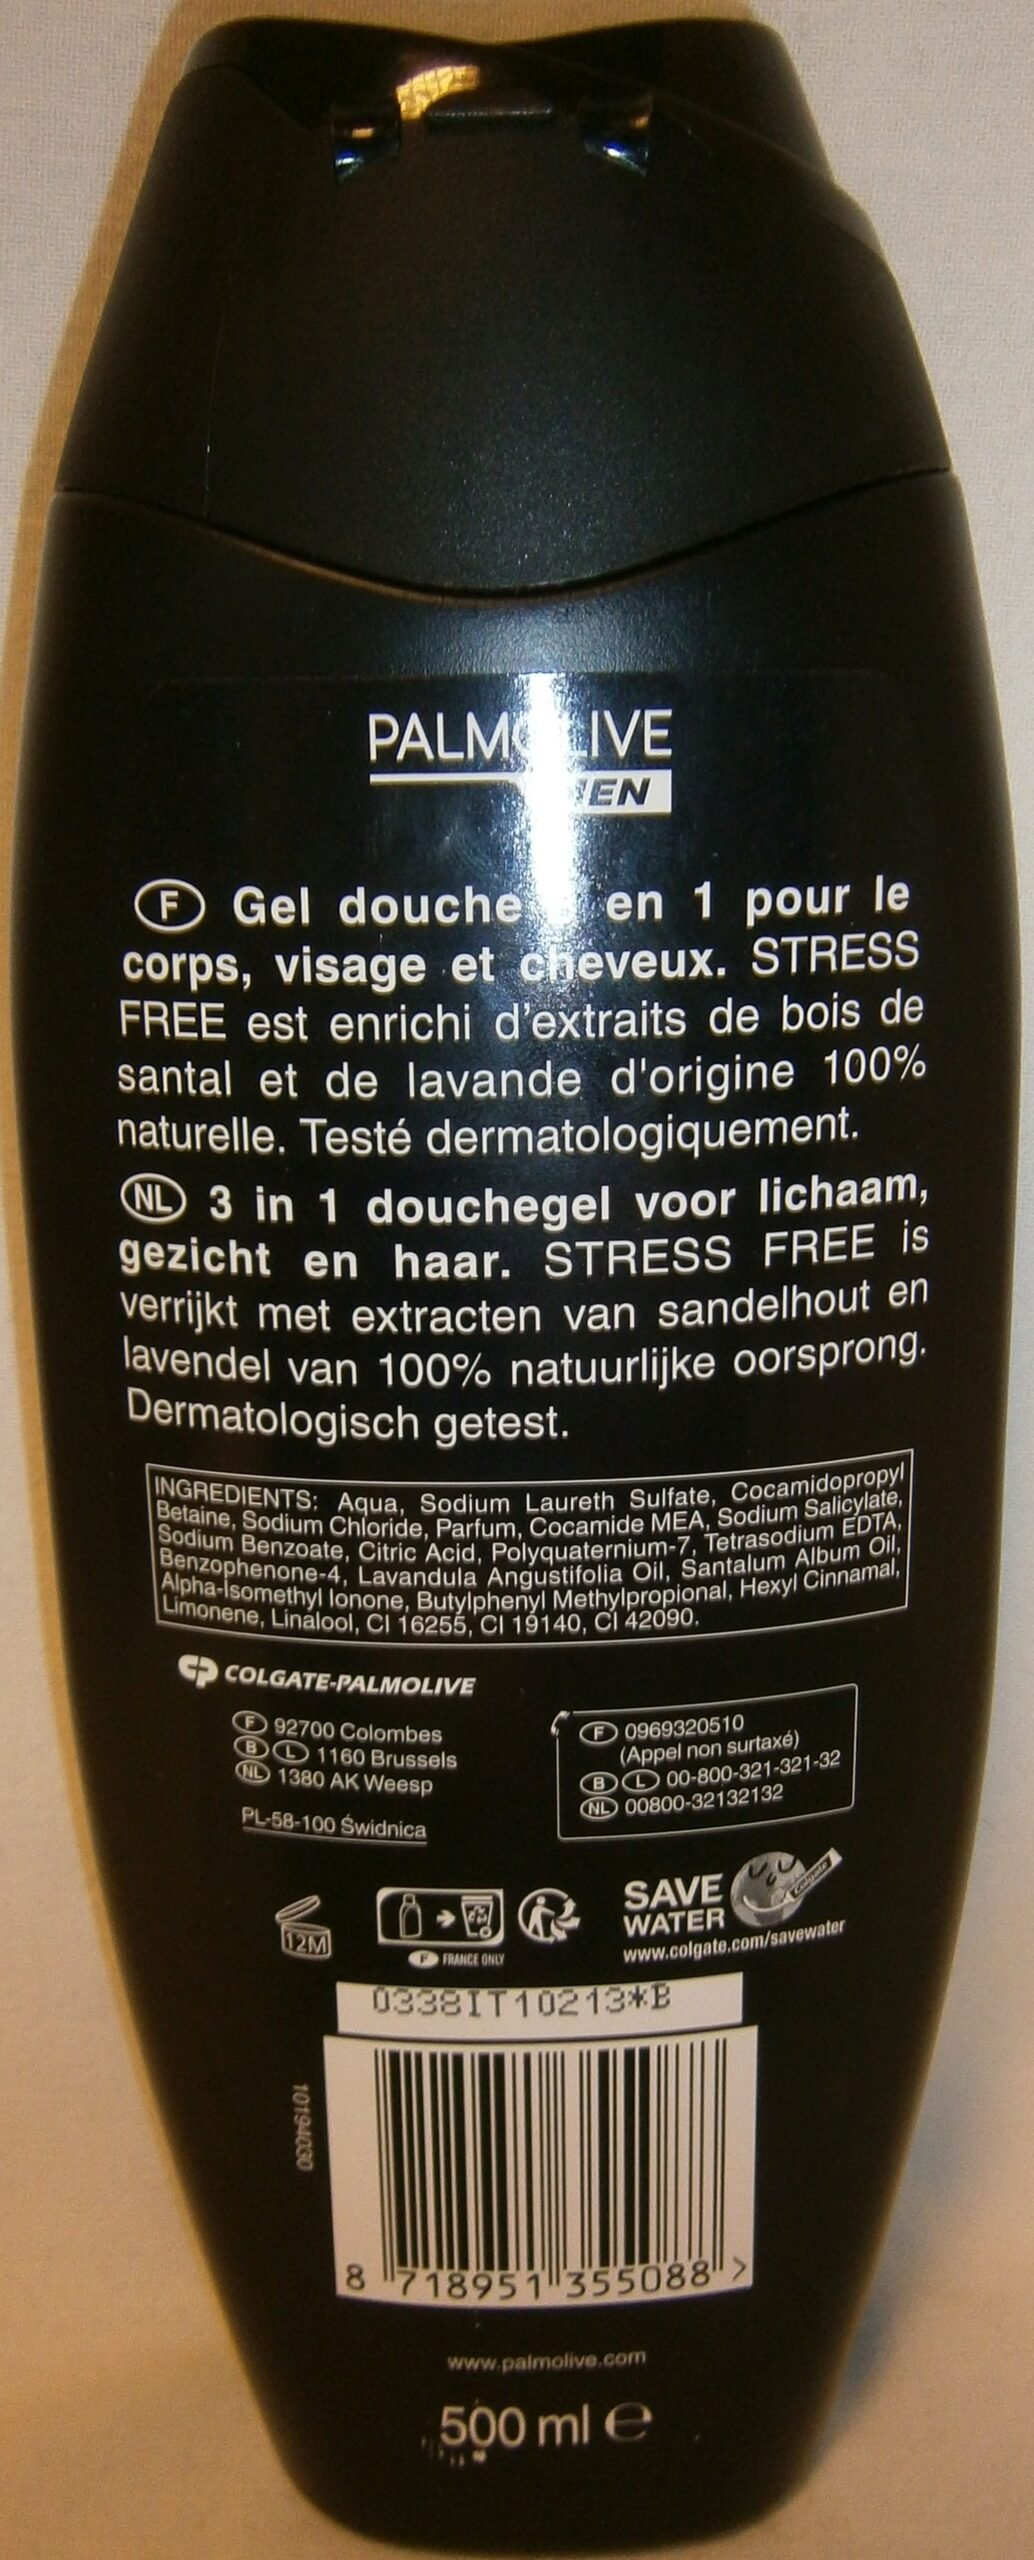 PALMOLIVE
MEN
F Gel douche en 1 pour le
corps, visage et cheveux. STRESS
FREE est enrichi d'extraits de bois de
santal et de lavande d'origine 100%
naturelle. Testé dermatologiquement.
NL 3 in 1 douchegel voor lichaam,
gezicht en haar. STRESS FREE is
verrijkt met extracten van sandelhout en
lavendel van 100% natuurlijke oorsprong.
Dermatologisch getest.
INGREDIENTS: Aqua, Sodium Laureth Sulfate, Cocamidopropyl
Betaine, Sodium Chloride, Parfum, Cocamide MEA, Sodium Salicylate,
Sodium Benzoate, Citric Acid, Polyquaternium-7, Tetrasodium EDTA,
Benzophenone-4, Lavandula Angustifolia Oil, Santalum Album Oil,
Alpha-Isomethyl Ionone, Butylphenyl Methylpropional, Hexyl Cinnamal,
Limonene, Linalool, CI 16255, CI 19140, CI 42090.
CP COLGATE-PALMOLIVE
F 92700 Colombes
B L 1160 Brussels
NL 1380 AK Weesp
PL-58-100 Świdnica
F 0969320510
(Appel non surtaxé)
B L 00-800-321-321-32
NL 00800-32132132
12M
F FRANCE ONLY
SAVE
WATER
Colgate
www.colgate.com/savewater
0338IT10213*B
10194030
8 718951 355088 >
www.palmolive.com
500 ml e